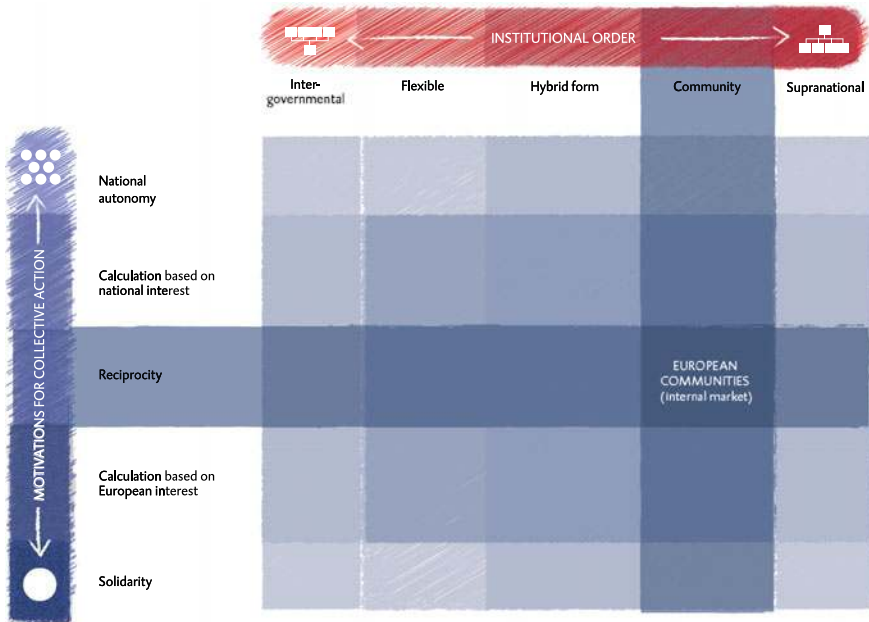 INSTITUTIONAL ORDER
Inter-
governmental
Flexible
Hybrid form
Community
Supranational
MOTIVATIONS FOR COLLECTIVE ACTION
National
autonomy
Calculation based on
national interest
Reciprocity
EUROPEAN
COMMUNITIES
(internal market)
Calculation based on
European interest
Solidarity